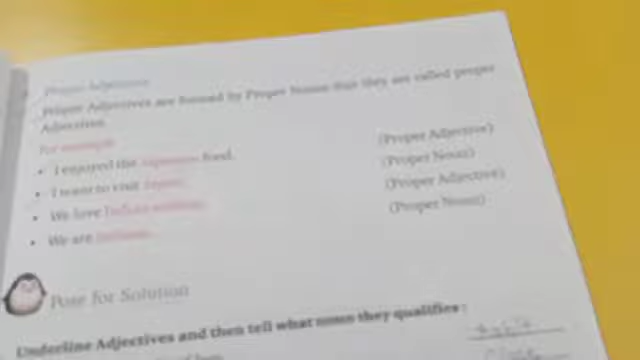 Proper Adjectives
Proper Adjectives are formed by Proper Nouns that they are called proper
Adjectives.
For example
I enjoyed the food. (Proper Adjective)
I want to visit (Proper Noun)
We love Indian (Proper Adjective)
We are (Proper Noun)
Pose for Solution
Underline Adjectives and then tell what noun they qualifies: